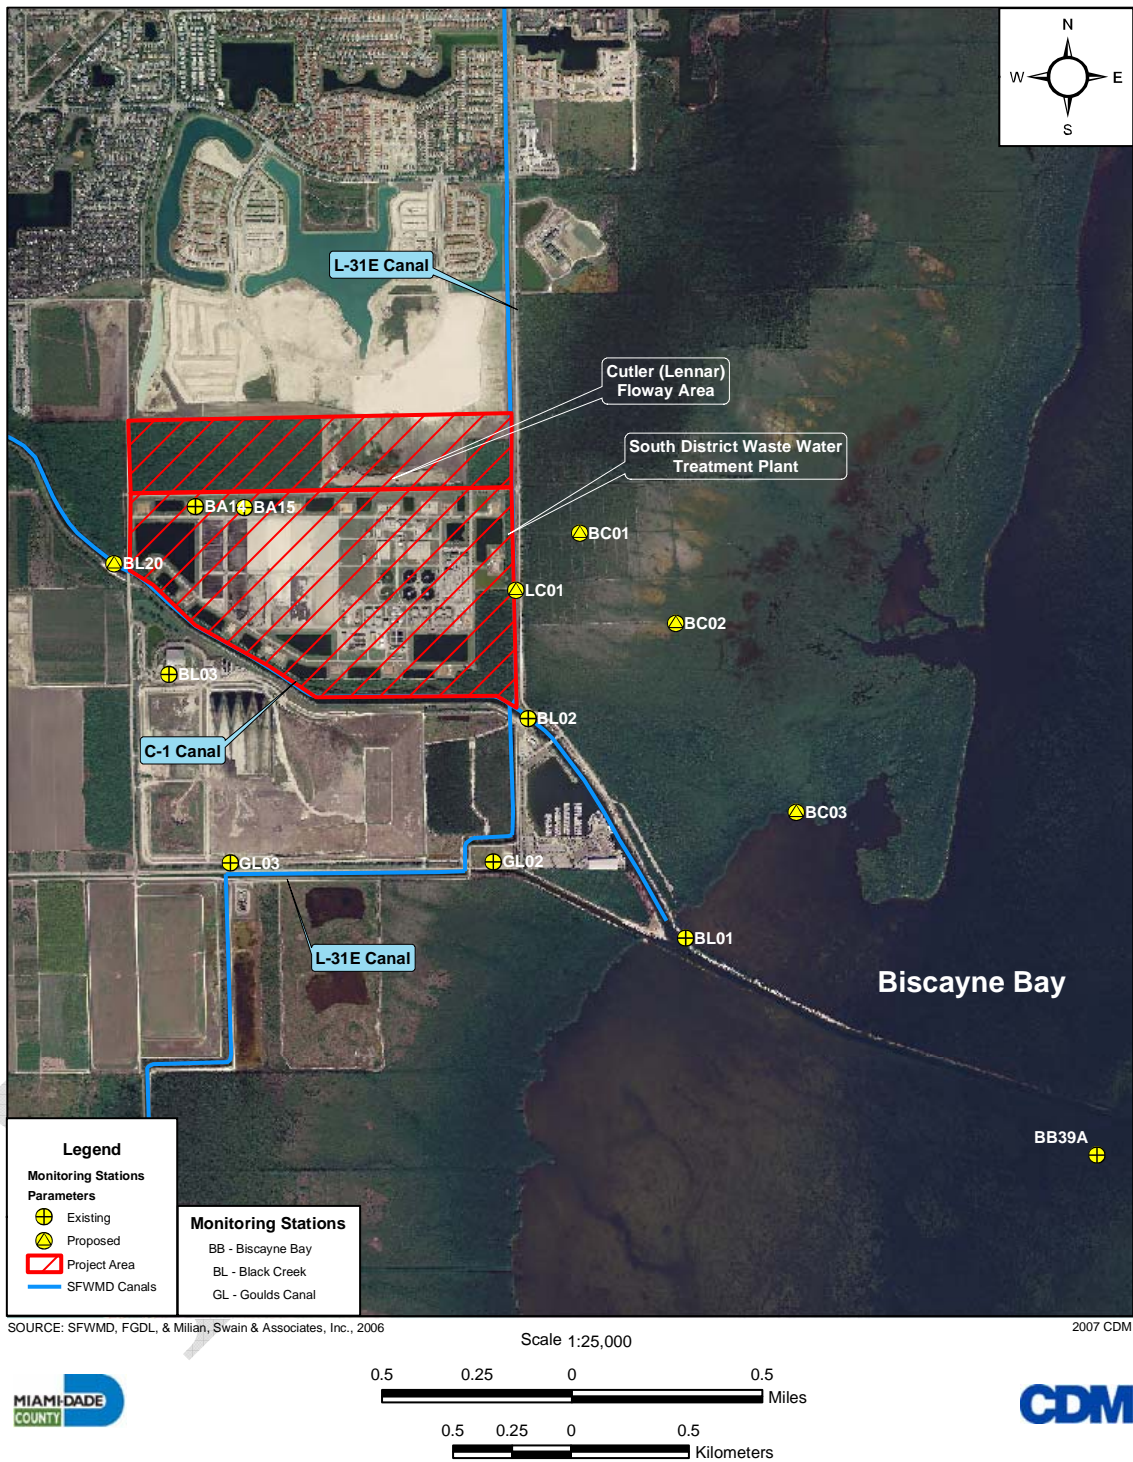 N
W E
S
L-31E Canal
Cutler (Lennar)
Floway Area
South District Waste Water
Treatment Plant
BA14
BA15
BC01
BL20
LC01
BC02
BL03
BL02
C-1 Canal
BC03
GL03
GL02
BL01
L-31E Canal
Biscayne Bay
BB39A
Legend
Monitoring Stations
Parameters
Existing
Proposed
Project Area
SFWMD Canals
Monitoring Stations
BB - Biscayne Bay
BL - Black Creek
GL - Goulds Canal
SOURCE: SFWMD, FGDL, & Milian, Swain & Associates, Inc., 2006
2007 CDM
Scale 1:25,000
0.5 0.25 0 0.5
Miles
0.5 0.25 0 0.5
Kilometers
MIAMI-DADE
COUNTY
CDM